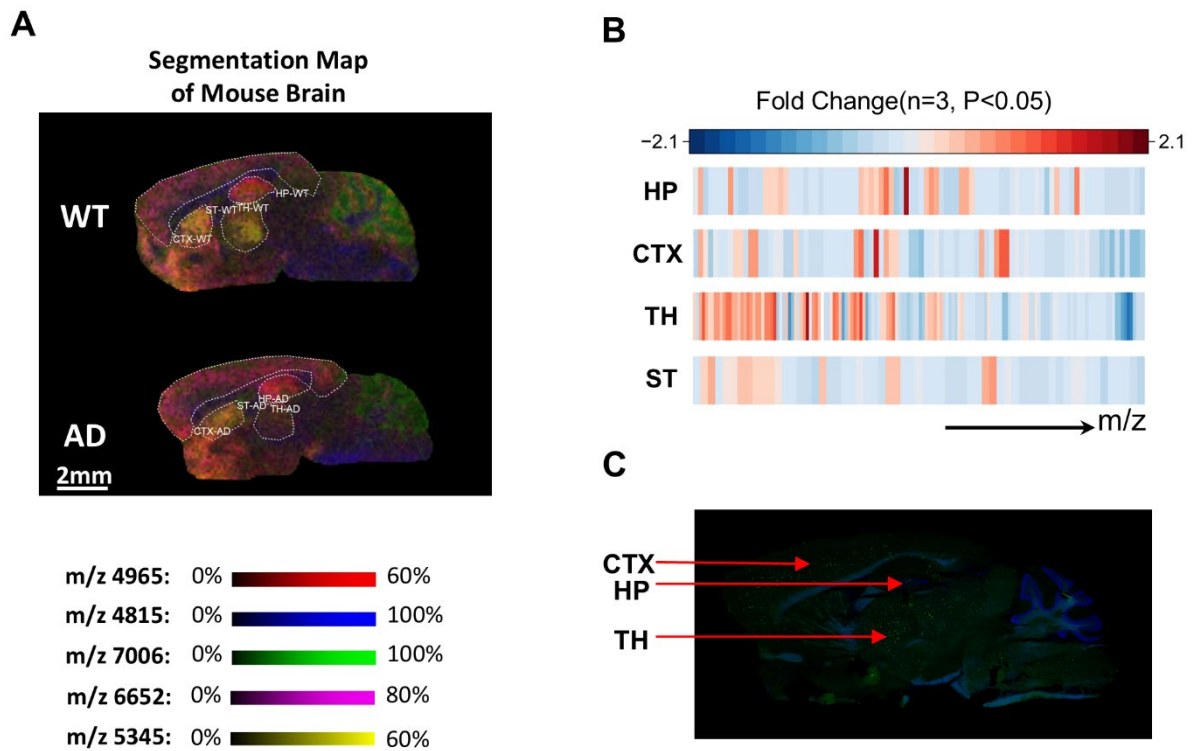 A
Segmentation Map
of Mouse Brain
WT
HP-WT
ST-WT
TH-WT
CTX-WT
AD
HP-AD
ST-AD
TH-AD
CTX-AD
2mm
m/z 4965: 0% 60%
m/z 4815: 0% 100%
m/z 7006: 0% 100%
m/z 6652: 0% 80%
m/z 5345: 0% 60%
B
Fold Change(n=3, P<0.05)
−2.1 2.1
HP
CTX
TH
ST
m/z
C
CTX
HP
TH